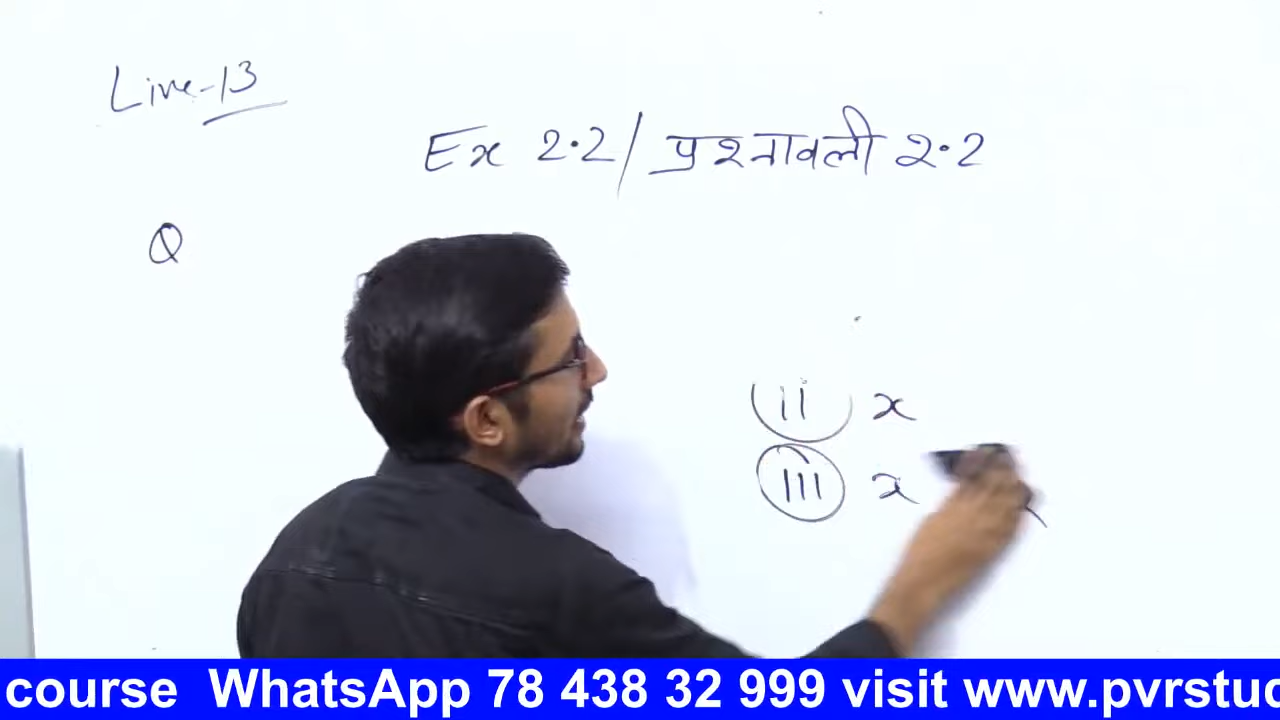 Live-13
Ex 2.2 / प्रश्नावली 2.2
Q
ii x
iii x
course WhatsApp 78 438 32 999 visit www.pvrstuc